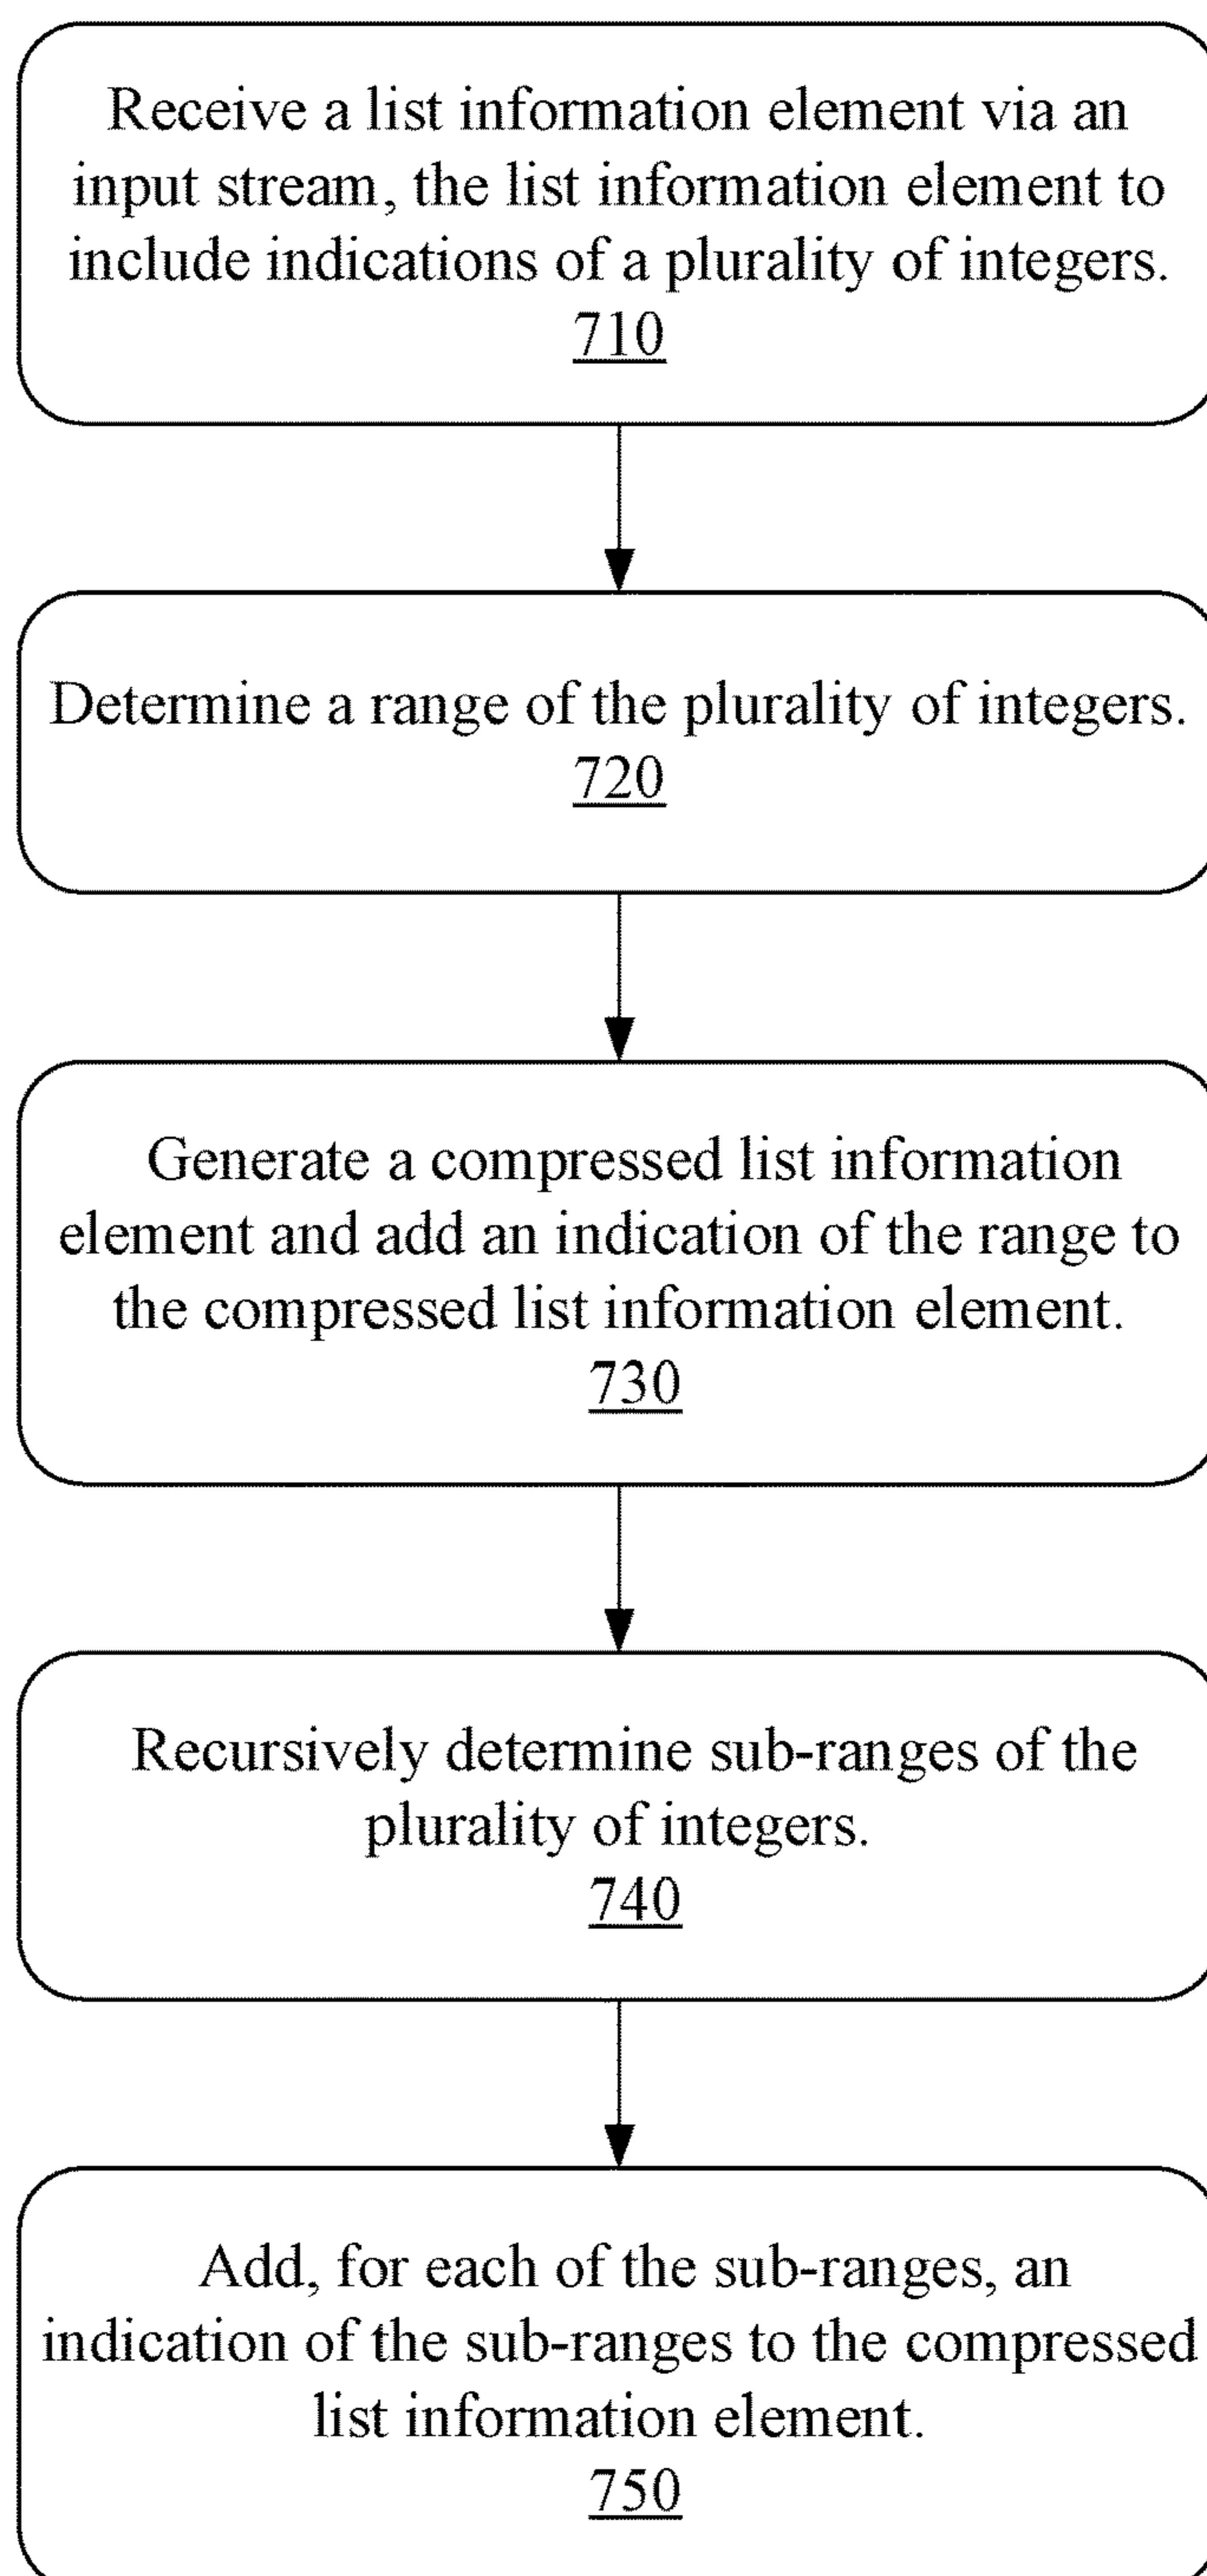 Receive a list information element via an
input stream, the list information element to
include indications of a plurality of integers.
710
Determine a range of the plurality of integers.
720
Generate a compressed list information
element and add an indication of the range to
the compressed list information element.
730
Recursively determine sub-ranges of the
plurality of integers.
740
Add, for each of the sub-ranges, an
indication of the sub-ranges to the compressed
list information element.
750